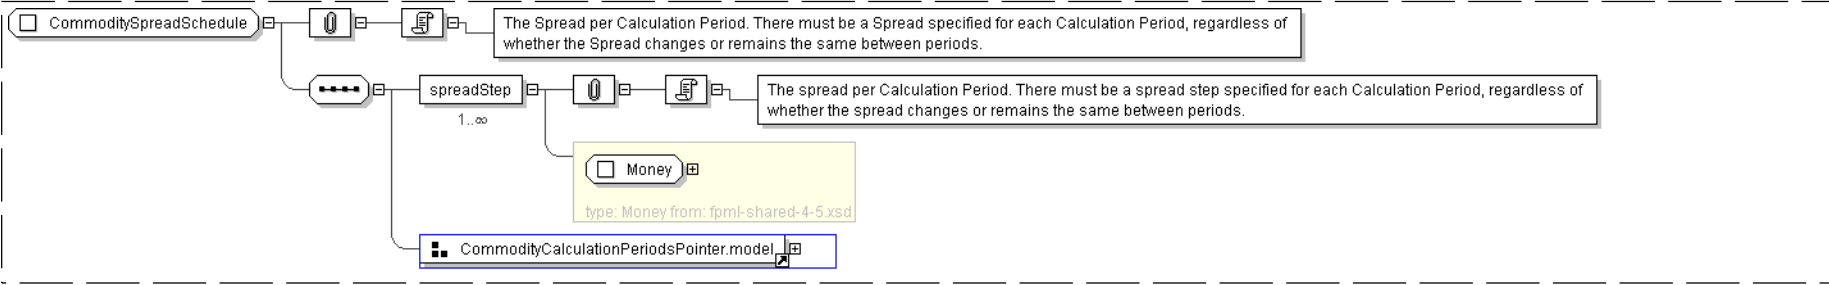 CommoditySpreadSchedule
The Spread per Calculation Period. There must be a Spread specified for each Calculation Period, regardless of
whether the Spread changes or remains the same between periods.
spreadStep
1..∞
The spread per Calculation Period. There must be a spread step specified for each Calculation Period, regardless of
whether the spread changes or remains the same between periods.
Money
type: Money from: fpml-shared-4-5.xsd
CommodityCalculationPeriodsPointer.model